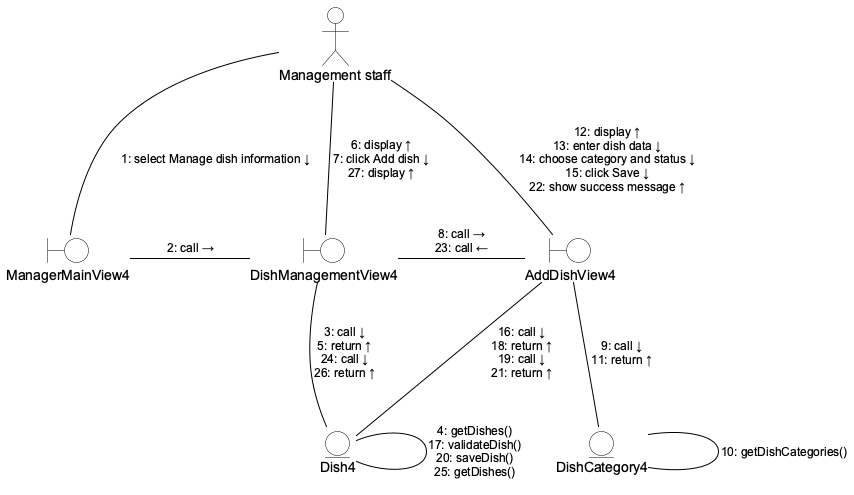 Management staff
12: display ↑
13: enter dish data ↓
14: choose category and status ↓
15: click Save ↓
22: show success message ↑
6: display ↑
7: click Add dish ↓
27: display ↑
1: select Manage dish information ↓
8: call →
23: call ←
2: call →
ManagerMainView4
DishManagementView4
AddDishView4
3: call ↓
5: return ↑
24: call ↓
26: return ↑
16: call ↓
18: return ↑
19: call ↓
21: return ↑
9: call ↓
11: return ↑
4: getDishes()
17: validateDish()
20: saveDish()
25: getDishes()
10: getDishCategories()
Dish4
DishCategory4